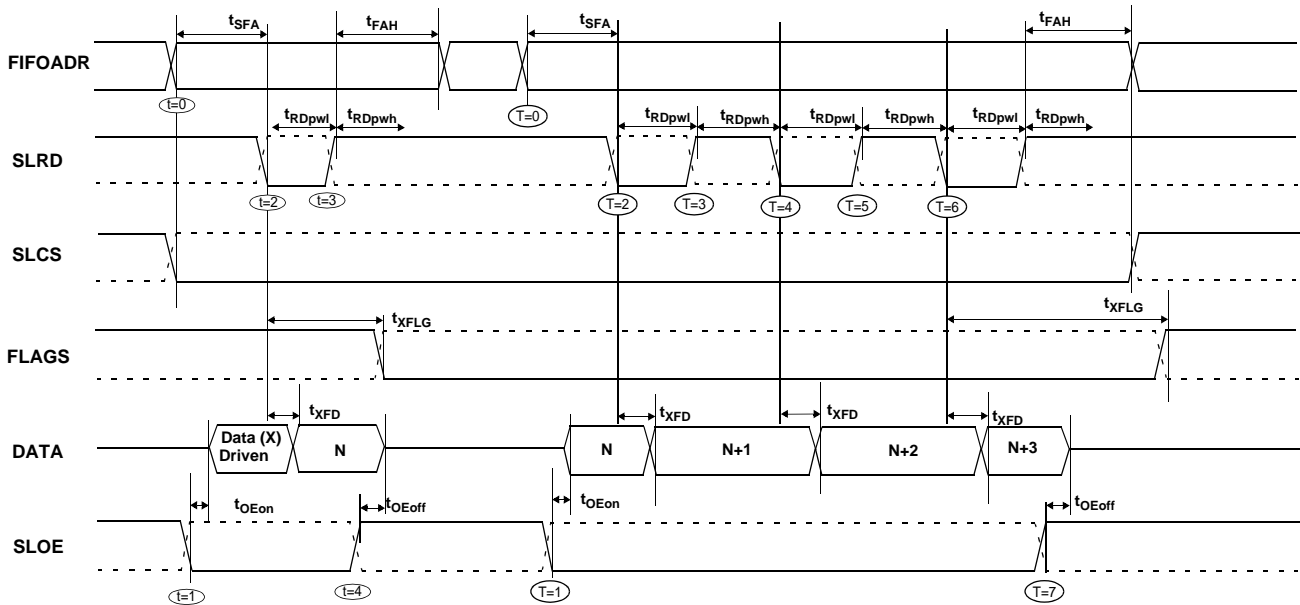 tSFA tFAH tSFA tFAH
FIFOADR
t=0 T=0
tRDpwl tRDpwh tRDpwl tRDpwh tRDpwl tRDpwh tRDpwl tRDpwh
SLRD
t=2 t=3 T=2 T=3 T=4 T=5 T=6
SLCS
tXFLG tXFLG
FLAGS
tXFD tXFD tXFD tXFD
DATA
Data (X)
Driven
N N N+1 N+2 N+3
tOEon tOEoff tOEon tOEoff
SLOE
t=1 t=4 T=1 T=7